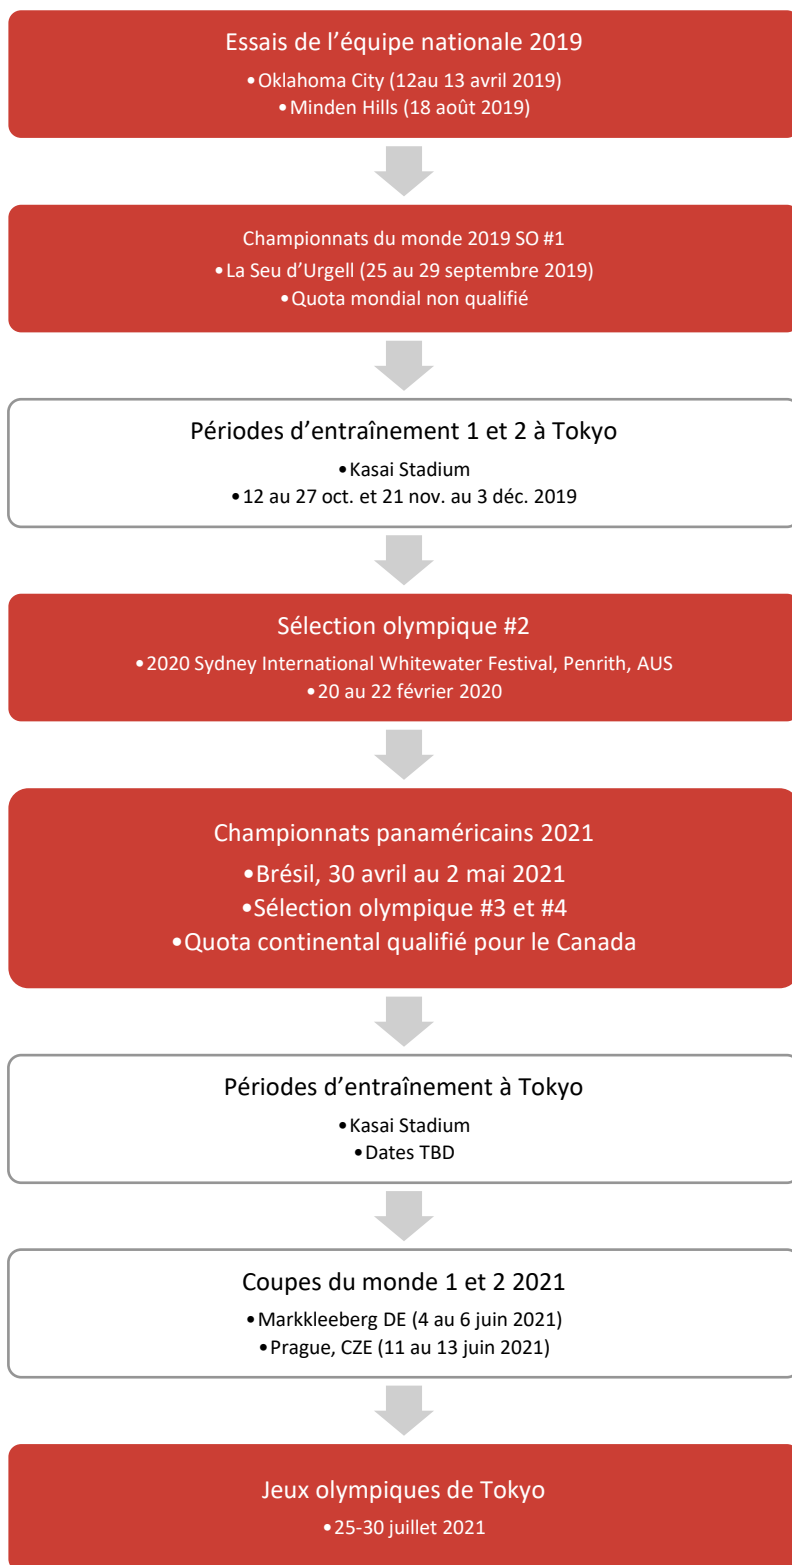 Essais de l’équipe nationale 2019
•Oklahoma City (12au 13 avril 2019)
•Minden Hills (18 août 2019)
Championnats du monde 2019 SO #1
•La Seu d’Urgell (25 au 29 septembre 2019)
•Quota mondial non qualifié
Périodes d’entraînement 1 et 2 à Tokyo
•Kasai Stadium
•12 au 27 oct. et 21 nov. au 3 déc. 2019
Sélection olympique #2
•2020 Sydney International Whitewater Festival, Penrith, AUS
•20 au 22 février 2020
Championnats panaméricains 2021
•Brésil, 30 avril au 2 mai 2021
•Sélection olympique #3 et #4
•Quota continental qualifié pour le Canada
Périodes d’entraînement à Tokyo
•Kasai Stadium
•Dates TBD
Coupes du monde 1 et 2 2021
•Markkleeberg DE (4 au 6 juin 2021)
•Prague, CZE (11 au 13 juin 2021)
Jeux olympiques de Tokyo
•25-30 juillet 2021